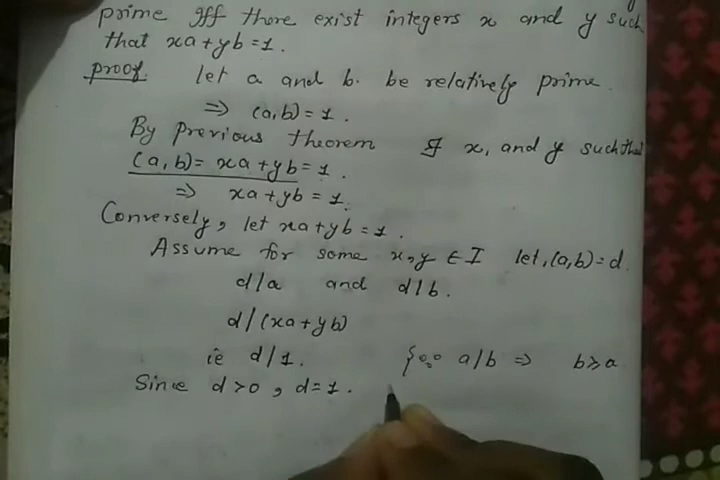 prime iff there exist integers x and y such
that xa+yb=1.
proof. let a and b. be relatively prime.
⇒ (a,b)=1.
By previous theorem ∃ x, and y such that
(a,b)= xa+yb=1.
⇒ xa+yb=1.
Conversely, let xa+yb=1.
Assume for some x,y ∈ I let,(a,b)=d.
d/a and d/b.
d/(xa+yb)
ie d/1. {∵ a/b ⇒ b≥a
Since d>0, d=1.